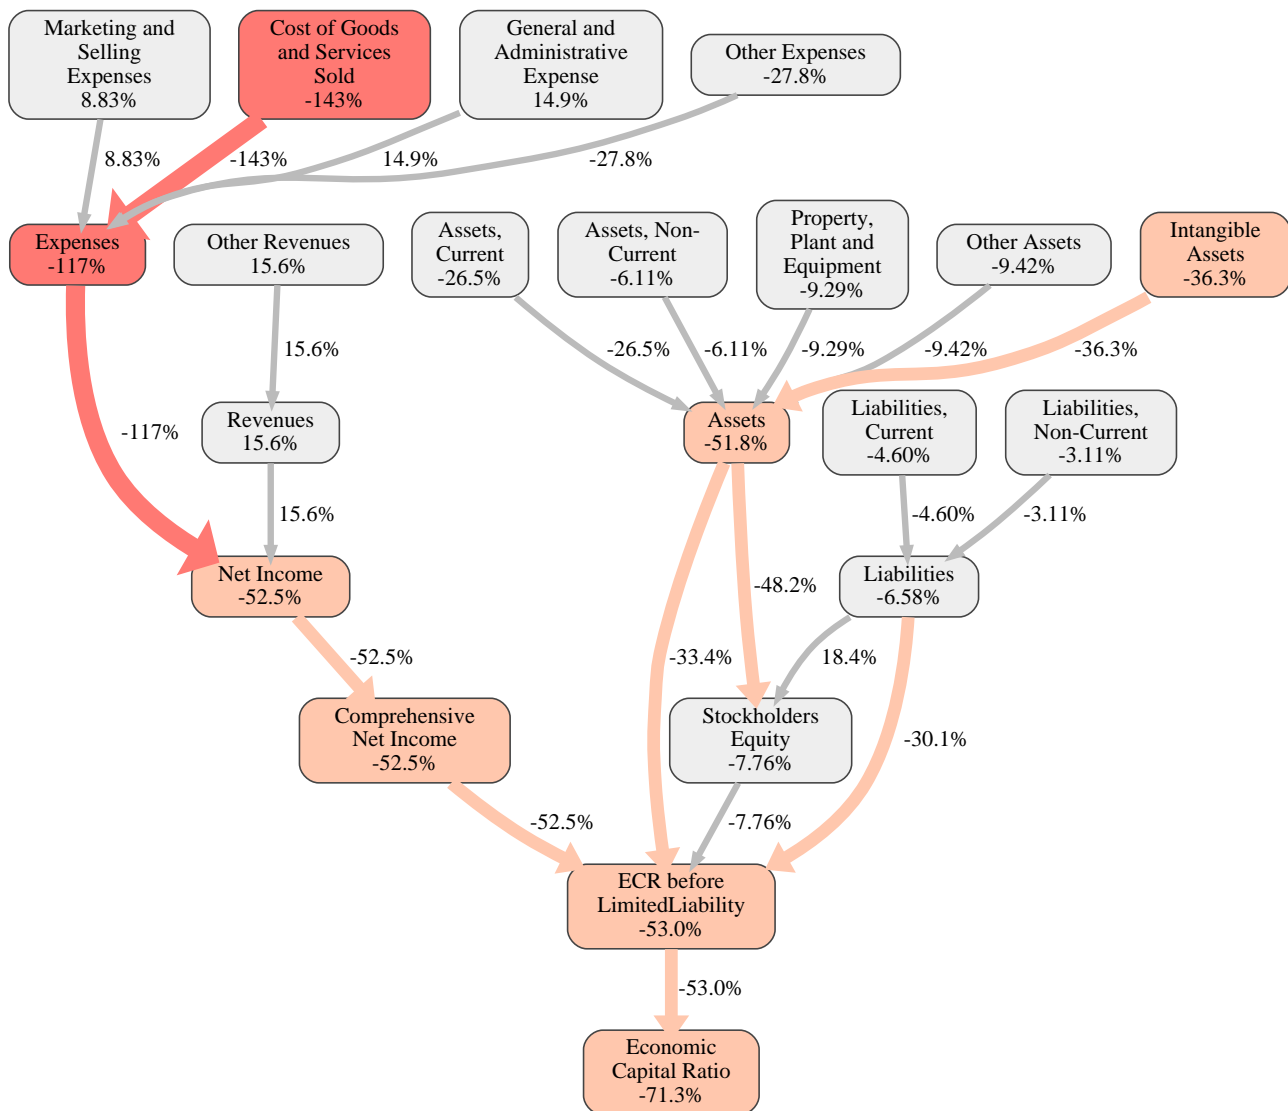 Marketing and
Selling
Expenses
8.83%
Cost of Goods
and Services
Sold
-143%
General and
Administrative
Expense
14.9%
Other Expenses
-27.8%
8.83%
-143%
14.9%
-27.8%
Expenses
-117%
Other Revenues
15.6%
Assets,
Current
-26.5%
Assets, Non-
Current
-6.11%
Property,
Plant and
Equipment
-9.29%
Other Assets
-9.42%
Intangible
Assets
-36.3%
15.6%
-26.5%
-6.11%
-9.29%
-9.42%
-36.3%
-117%
Revenues
15.6%
Assets
-51.8%
Liabilities,
Current
-4.60%
Liabilities,
Non-Current
-3.11%
15.6%
-48.2%
-4.60%
-3.11%
Net Income
-52.5%
Liabilities
-6.58%
-52.5%
-33.4%
18.4%
-30.1%
Comprehensive
Net Income
-52.5%
Stockholders
Equity
-7.76%
-52.5%
-7.76%
ECR before
LimitedLiability
-53.0%
-53.0%
Economic
Capital Ratio
-71.3%